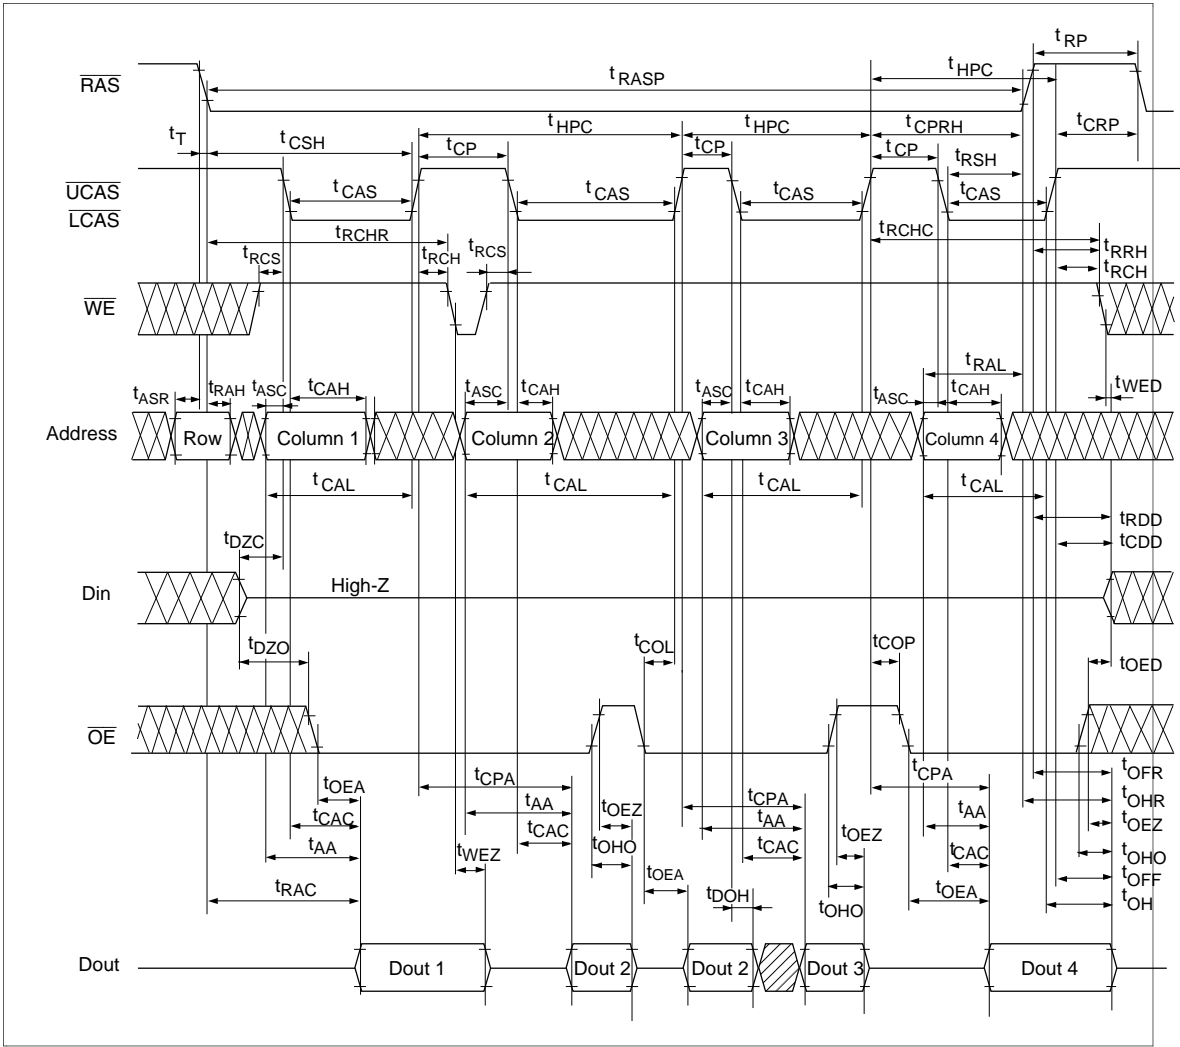 tRP
tHPC
RAS
tRASP
tT
tCSH
tHPC
tHPC
tCPRH
tCRP
tCP
tCP
tCP
tRSH
UCAS
LCAS
tCAS
tCAS
tCAS
tCAS
tRCHR
tRCHC
tRCS
tRCH
tRCS
tRRH
tRCH
WE
tRAL
tASR
tRAH
tASC
tCAH
tASC
tCAH
tASC
tCAH
tASC
tCAH
tWED
Address
Row
Column 1
Column 2
Column 3
Column 4
tCAL
tCAL
tCAL
tCAL
tRDD
tDZC
tCDD
Din
High-Z
tDZO
tCOL
tCOP
tOED
OE
tOEA
tCPA
tCPA
tOFR
tCAC
tAA
tOEZ
tCPA
tAA
tOHR
tAA
tCAC
tOEZ
tOEZ
tWEZ
tOHO
tCAC
tCAC
tOHO
tRAC
tOEA
tDOH
tOHO
tOEA
tOFF
tOH
Dout
Dout 1
Dout 2
Dout 2
Dout 3
Dout 4